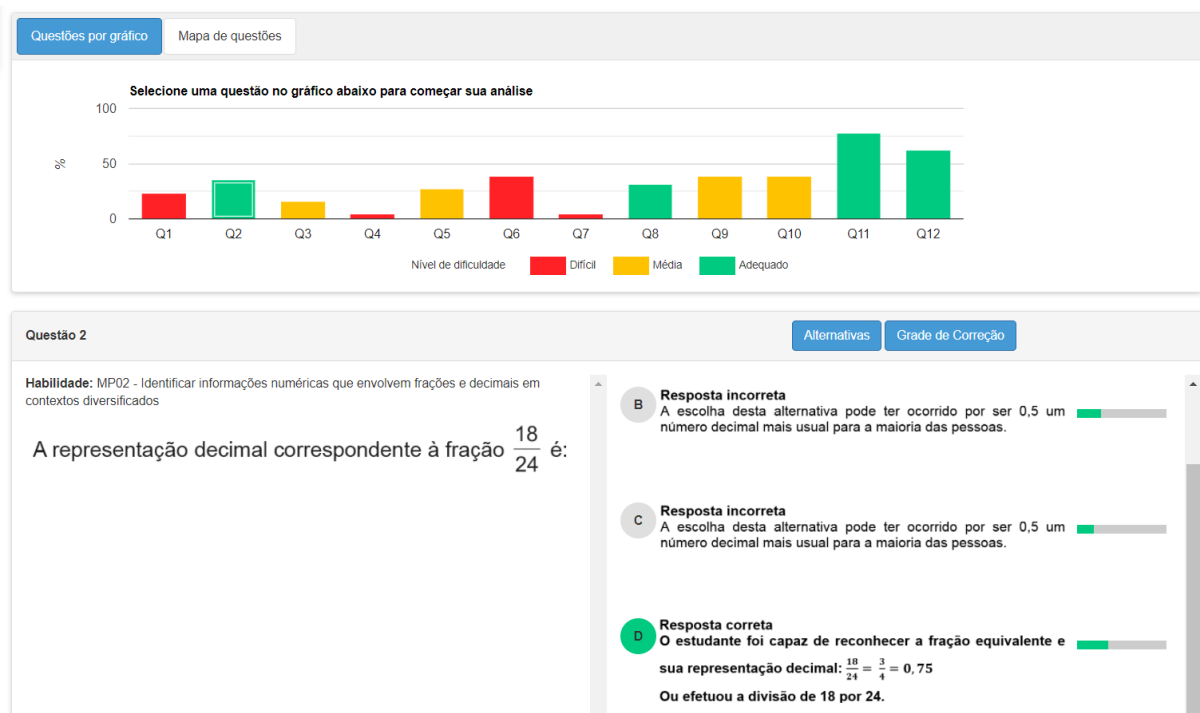 Questões por gráfico
Mapa de questões
Selecione uma questão no gráfico abaixo para começar sua análise
100
50
0
%
Q1 Q2 Q3 Q4 Q5 Q6 Q7 Q8 Q9 Q10 Q11 Q12
Nível de dificuldade Difícil Média Adequado
Questão 2
Alternativas
Grade de Correção
Habilidade: MP02 - Identificar informações numéricas que envolvem frações e decimais em
contextos diversificados
A representação decimal correspondente à fração 18/24 é:
B
Resposta incorreta
A escolha desta alternativa pode ter ocorrido por ser 0,5 um
número decimal mais usual para a maioria das pessoas.
C
Resposta incorreta
A escolha desta alternativa pode ter ocorrido por ser 0,5 um
número decimal mais usual para a maioria das pessoas.
D
Resposta correta
O estudante foi capaz de reconhecer a fração equivalente e
sua representação decimal: 18/24 = 3/4 = 0,75
Ou efetuou a divisão de 18 por 24.